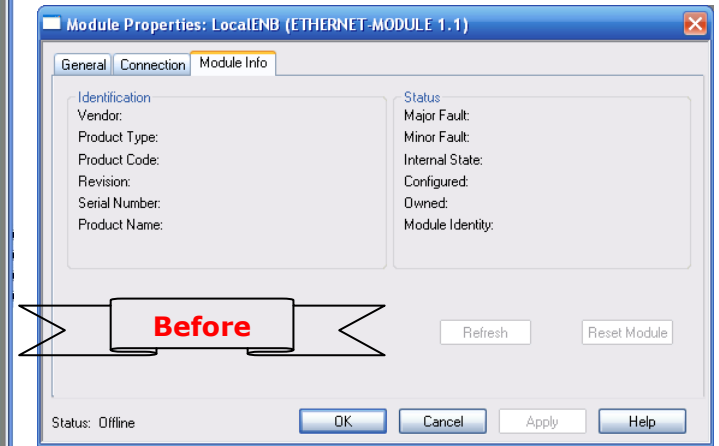 Module Properties: LocalENB (ETHERNET-MODULE 1.1)
General Connection Module Info
Identification
Vendor:
Product Type:
Product Code:
Revision:
Serial Number:
Product Name:
Status
Major Fault:
Minor Fault:
Internal State:
Configured:
Owned:
Module Identity:
Before
Refresh Reset Module
Status: Offline OK Cancel Apply Help